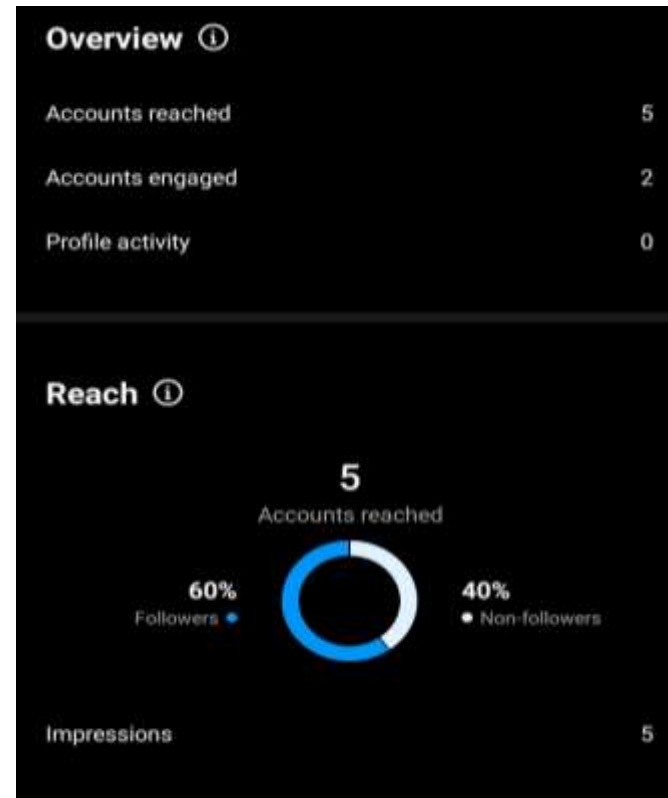 Overview
Accounts reached 5
Accounts engaged 2
Profile activity 0
Reach
5
Accounts reached
60% 40%
Followers Non-followers
Impressions 5